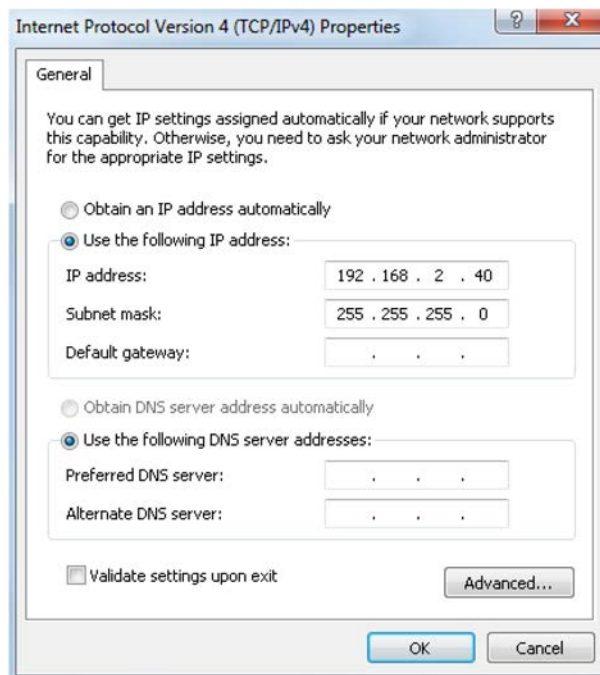 Internet Protocol Version 4 (TCP/IPv4) Properties
General
You can get IP settings assigned automatically if your network supports
this capability. Otherwise, you need to ask your network administrator
for the appropriate IP settings.
Obtain an IP address automatically
Use the following IP address:
IP address: 192 . 168 . 2 . 40
Subnet mask: 255 . 255 . 255 . 0
Default gateway: . . .
Obtain DNS server address automatically
Use the following DNS server addresses:
Preferred DNS server: . . .
Alternate DNS server: . . .
Validate settings upon exit
Advanced...
OK Cancel